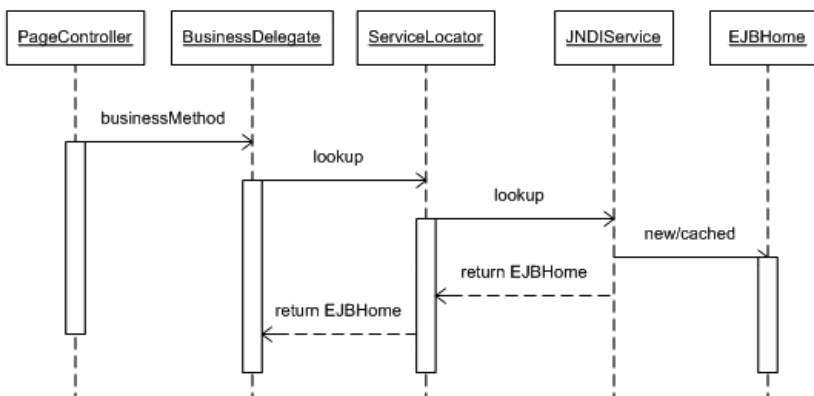 PageController
BusinessDelegate
ServiceLocator
JNDIService
EJBHome
businessMethod
lookup
lookup
new/cached
return EJBHome
return EJBHome